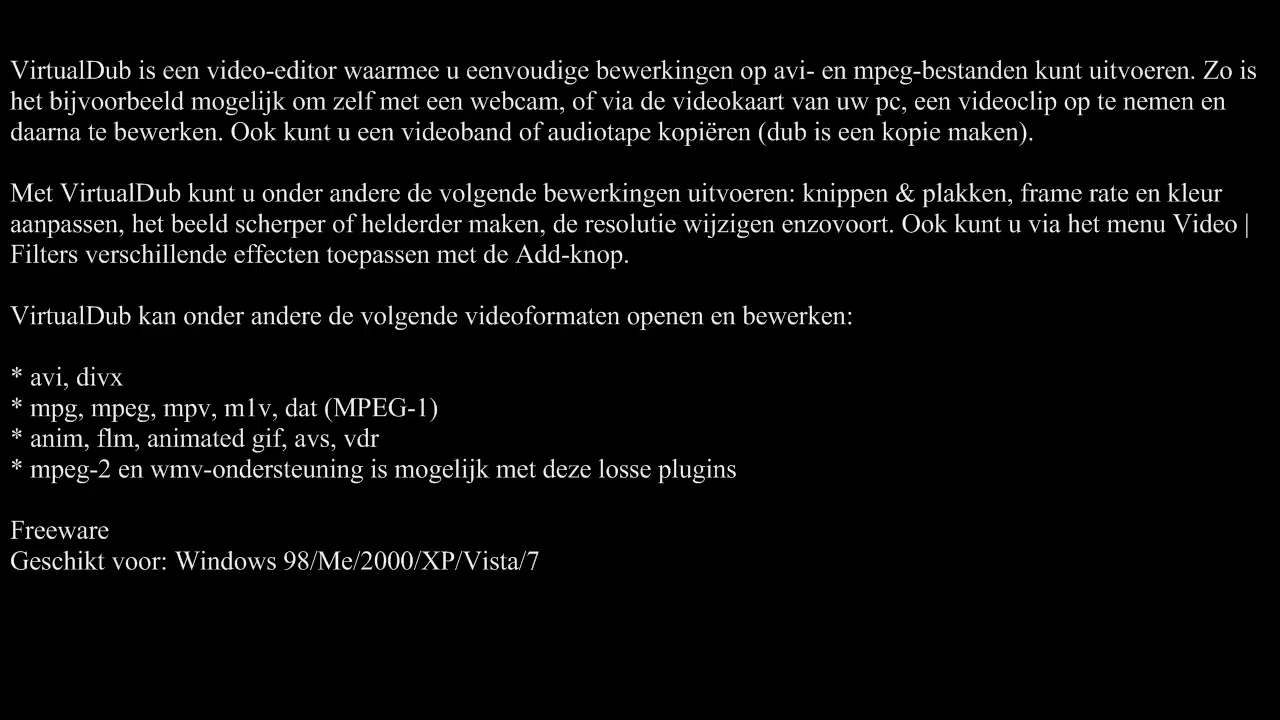 VirtualDub is een video-editor waarmee u eenvoudige bewerkingen op avi- en mpeg-bestanden kunt uitvoeren. Zo is
het bijvoorbeeld mogelijk om zelf met een webcam, of via de videokaart van uw pc, een videoclip op te nemen en
daarna te bewerken. Ook kunt u een videoband of audiotape kopiëren (dub is een kopie maken).
Met VirtualDub kunt u onder andere de volgende bewerkingen uitvoeren: knippen & plakken, frame rate en kleur
aanpassen, het beeld scherper of helderder maken, de resolutie wijzigen enzovoort. Ook kunt u via het menu Video |
Filters verschillende effecten toepassen met de Add-knop.
VirtualDub kan onder andere de volgende videoformaten openen en bewerken:
* avi, divx
* mpg, mpeg, mpv, m1v, dat (MPEG-1)
* anim, flm, animated gif, avs, vdr
* mpeg-2 en wmv-ondersteuning is mogelijk met deze losse plugins
Freeware
Geschikt voor: Windows 98/Me/2000/XP/Vista/7